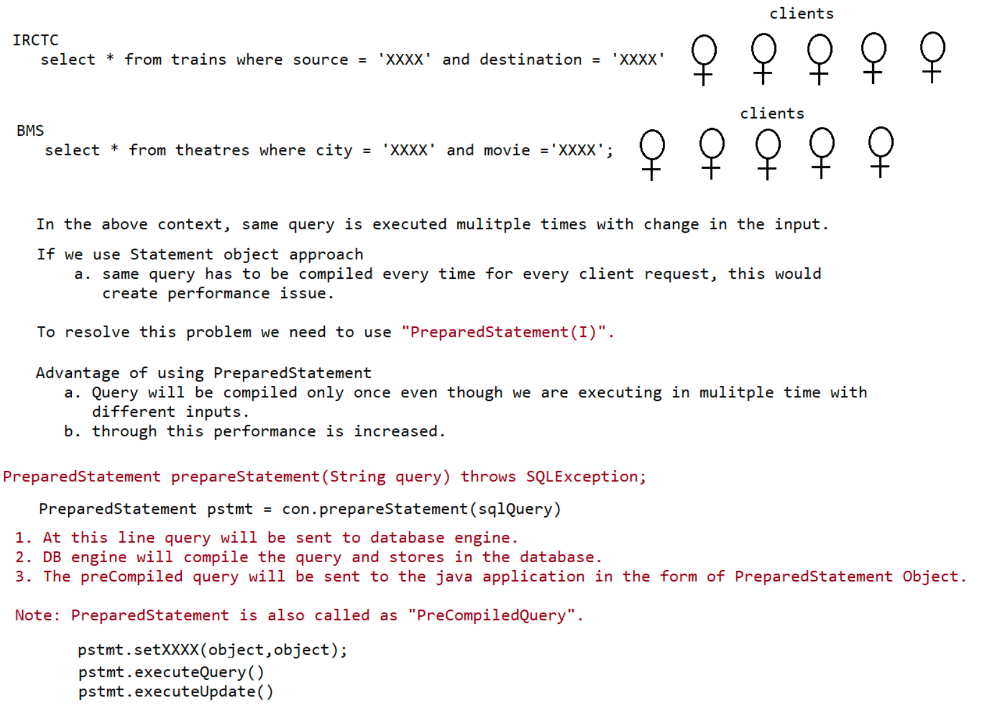 clients
IRCTC
select * from trains where source = 'XXXX' and destination = 'XXXX'
clients
BMS
select * from theatres where city = 'XXXX' and movie ='XXXX';
In the above context, same query is executed mulitple times with change in the input.
If we use Statement object approach
a. same query has to be compiled every time for every client request, this would
create performance issue.
To resolve this problem we need to use "PreparedStatement(I)".
Advantage of using PreparedStatement
a. Query will be compiled only once even though we are executing in mulitple time with
different inputs.
b. through this performance is increased.
PreparedStatement prepareStatement(String query) throws SQLException;
PreparedStatement pstmt = con.prepareStatement(sqlQuery)
1. At this line query will be sent to database engine.
2. DB engine will compile the query and stores in the database.
3. The preCompiled query will be sent to the java application in the form of PreparedStatement Object.
Note: PreparedStatement is also called as "PreCompiledQuery".
pstmt.setXXXX(object,object);
pstmt.executeQuery()
pstmt.executeUpdate()